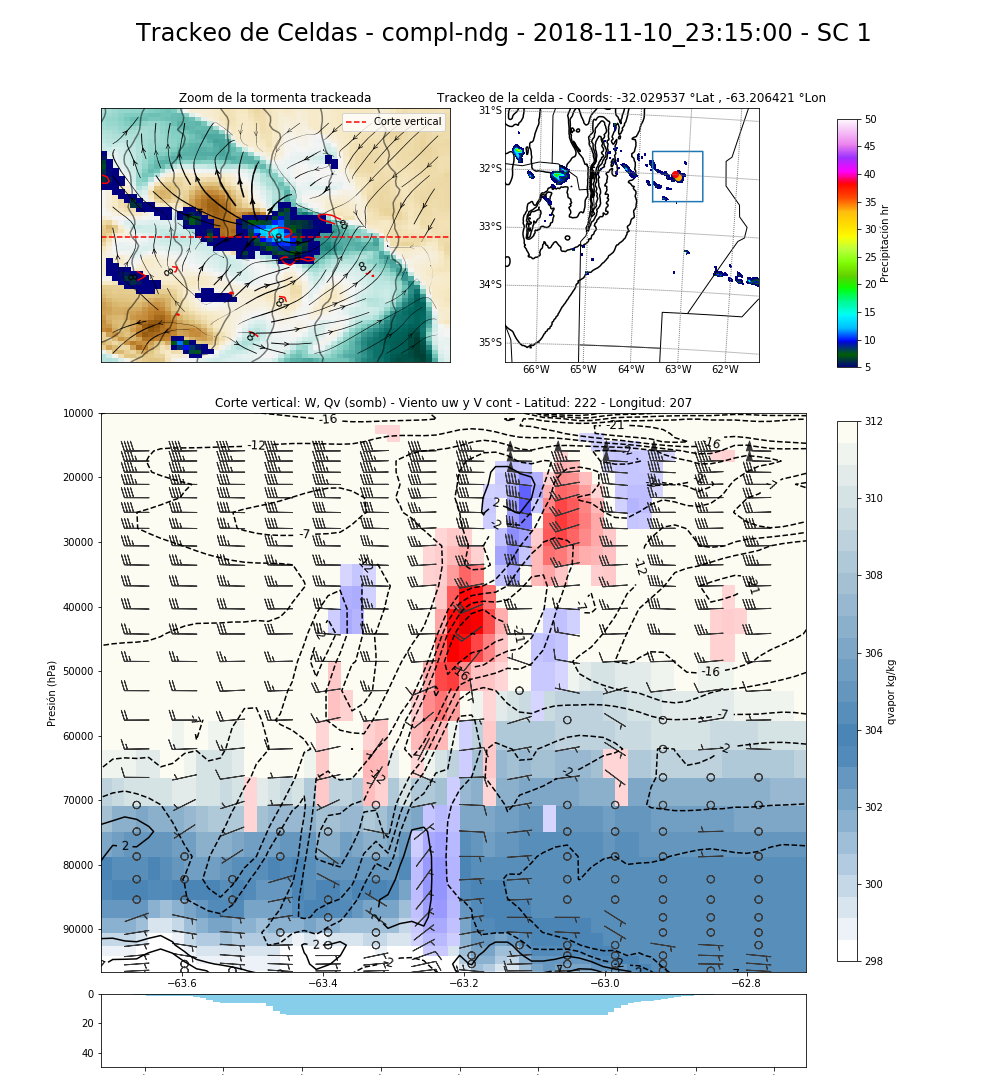 Trackeo de Celdas - compl-ndg - 2018-11-10_23:15:00 - SC 1
Zoom de la tormenta trackeada
Trackeo de la celda - Coords: -32.029537 °Lat , -63.206421 °Lon
Corte vertical
31°S
32°S
33°S
34°S
35°S
66°W 65°W 64°W 63°W 62°W
50
45
40
35
30
25
20
15
10
5
Precipitación hr
Corte vertical: W, Qv (somb) - Viento uw y V cont - Latitud: 222 - Longitud: 207
10000
20000
30000
40000
50000
60000
70000
80000
90000
Presión (hPa)
-16
-12
-21
-16
-7
-12
-21
-16
-7
-2
-2
2
2
2
−63.6 −63.4 −63.2 −63.0 −62.8
312
310
308
306
304
302
300
298
qvapor kg/kg
0
20
40